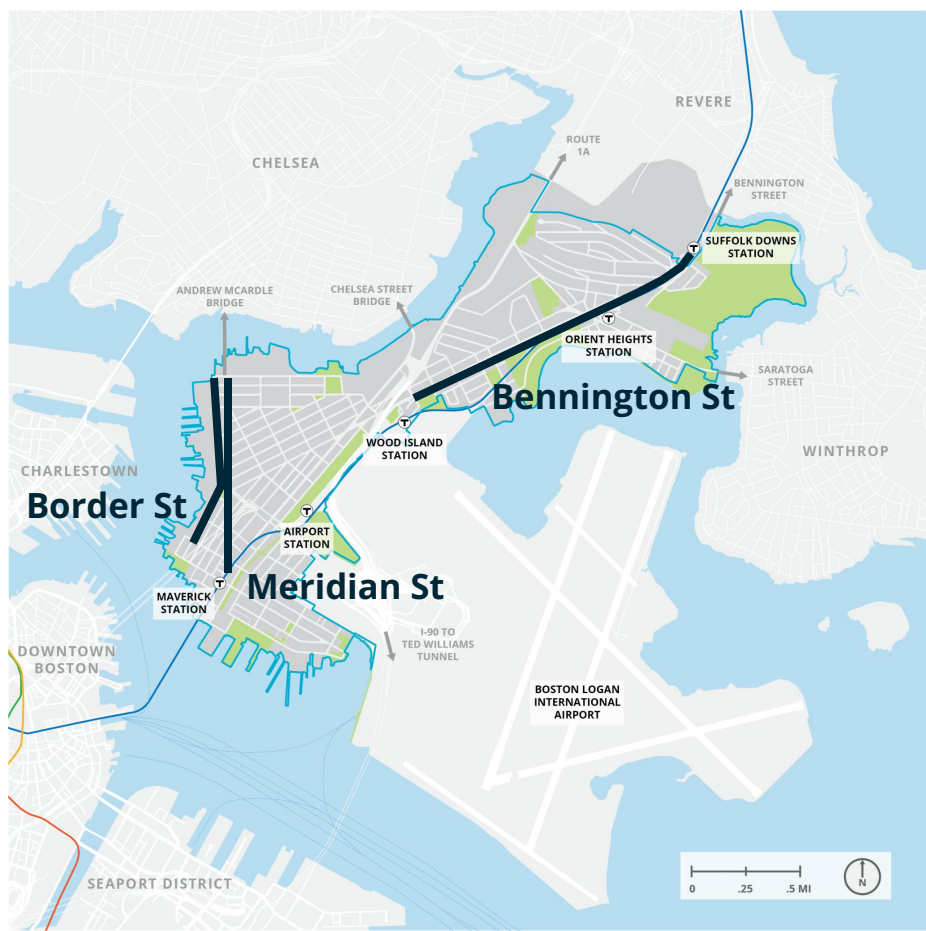 REVERE
ROUTE
1A
CHELSEA
BENNINGTON
STREET
T
SUFFOLK DOWNS
STATION
ANDREW MCARDLE
BRIDGE
CHELSEA STREET
BRIDGE
T
ORIENT HEIGHTS
STATION
SARATOGA
STREET
Bennington St
T
WOOD ISLAND
STATION
WINTHROP
CHARLESTOWN
Border St
T
AIRPORT
STATION
T
MAVERICK
STATION
Meridian St
I-90 TO
TED WILLIAMS
TUNNEL
DOWNTOWN
BOSTON
BOSTON LOGAN
INTERNATIONAL
AIRPORT
SEAPORT DISTRICT
0 .25 .5 MI
N